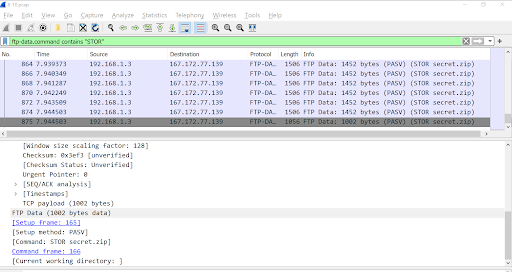 File Edit View Go Capture Analyze Statistics Telephony Wireless Tools Help
ftp-data.command contains "STOR"
No. Time Source Destination Protocol Length Info
864 7.939373 192.168.1.3 167.172.77.139 FTP-DA… 1506 FTP Data: 1452 bytes (PASV) (STOR secret.zip)
866 7.940349 192.168.1.3 167.172.77.139 FTP-DA… 1506 FTP Data: 1452 bytes (PASV) (STOR secret.zip)
868 7.941287 192.168.1.3 167.172.77.139 FTP-DA… 1506 FTP Data: 1452 bytes (PASV) (STOR secret.zip)
870 7.942249 192.168.1.3 167.172.77.139 FTP-DA… 1506 FTP Data: 1452 bytes (PASV) (STOR secret.zip)
872 7.943509 192.168.1.3 167.172.77.139 FTP-DA… 1506 FTP Data: 1452 bytes (PASV) (STOR secret.zip)
874 7.944503 192.168.1.3 167.172.77.139 FTP-DA… 1506 FTP Data: 1452 bytes (PASV) (STOR secret.zip)
875 7.944503 192.168.1.3 167.172.77.139 FTP-DA… 1056 FTP Data: 1002 bytes (PASV) (STOR secret.zip)
[Window size scaling factor: 128]
Checksum: 0x3ef3 [unverified]
[Checksum Status: Unverified]
Urgent Pointer: 0
[SEQ/ACK analysis]
[Timestamps]
TCP payload (1002 bytes)
FTP Data (1002 bytes data)
[Setup frame: 165]
[Setup method: PASV]
[Command: STOR secret.zip]
Command frame: 166
[Current working directory: ]